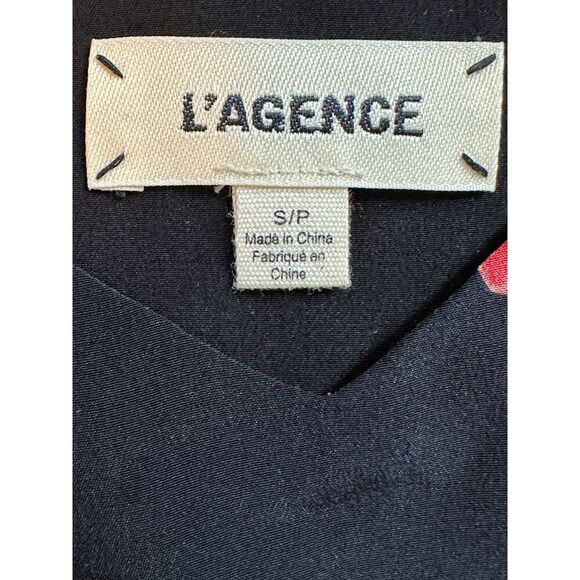 L'AGENCE
S/P
Made in China
Fabriqué en
Chine